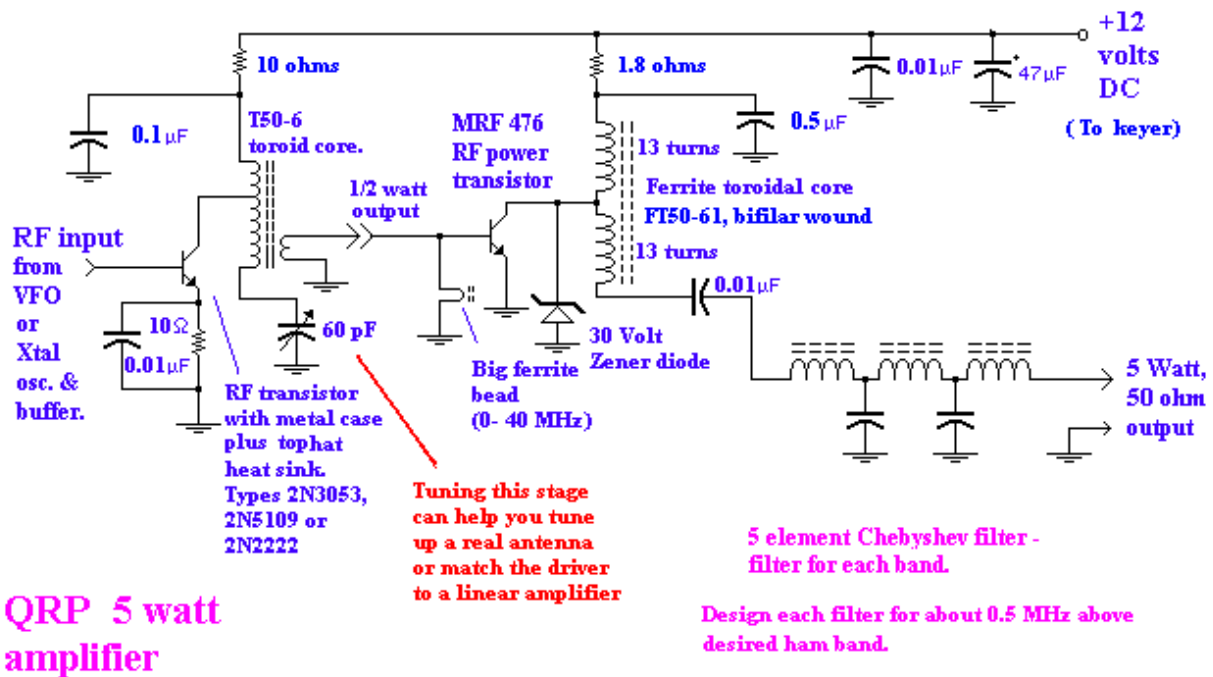 +12
volts
DC
( To keyer)
10 ohms
1.8 ohms
0.01µF
47µF
+
0.1µF
T50-6
toroid core.
MRF 476
RF power
transistor
13 turns
0.5µF
1/2 watt
output
Ferrite toroidal core
FT50-61, bifilar wound
RF input
from
VFO
or
Xtal
osc. &
buffer.
13 turns
0.01µF
10Ω
0.01µF
60 pF
30 Volt
Zener diode
Big ferrite
bead
(0- 40 MHz)
5 Watt,
50 ohm
output
RF transistor
with metal case
plus tophat
heat sink.
Types 2N3053,
2N5109 or
2N2222
Tuning this stage
can help you tune
up a real antenna
or match the driver
to a linear amplifier
5 element Chebyshev filter -
filter for each band.
Design each filter for about 0.5 MHz above
desired ham band.
QRP 5 watt
amplifier